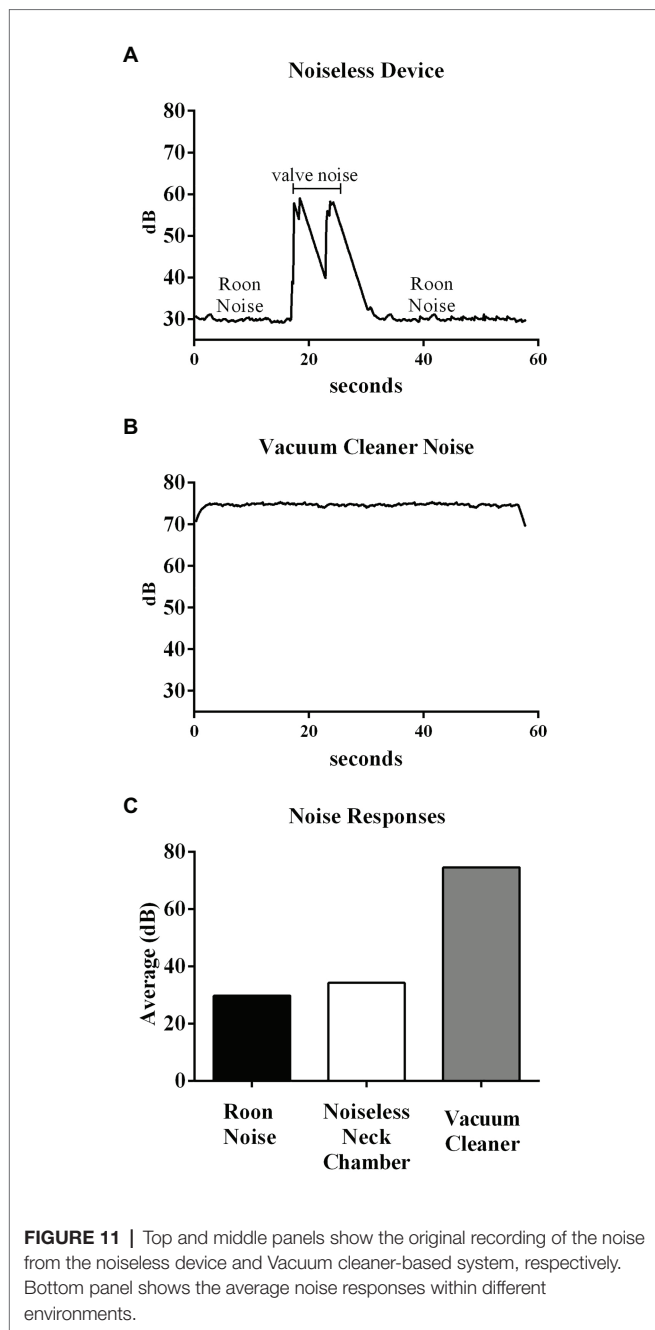 A
Noiseless Device
80
70
60
50
40
30
dB
valve noise
Roon
Noise
Roon
Noise
0 20 40 60
seconds
B
Vacuum Cleaner Noise
80
70
60
50
40
30
dB
0 20 40 60
seconds
C
Noise Responses
80
60
40
20
0
Average (dB)
Roon
Noise
Noiseless
Neck
Chamber
Vacuum
Cleaner
FIGURE 11 | Top and middle panels show the original recording of the noise
from the noiseless device and Vacuum cleaner-based system, respectively.
Bottom panel shows the average noise responses within different
environments.